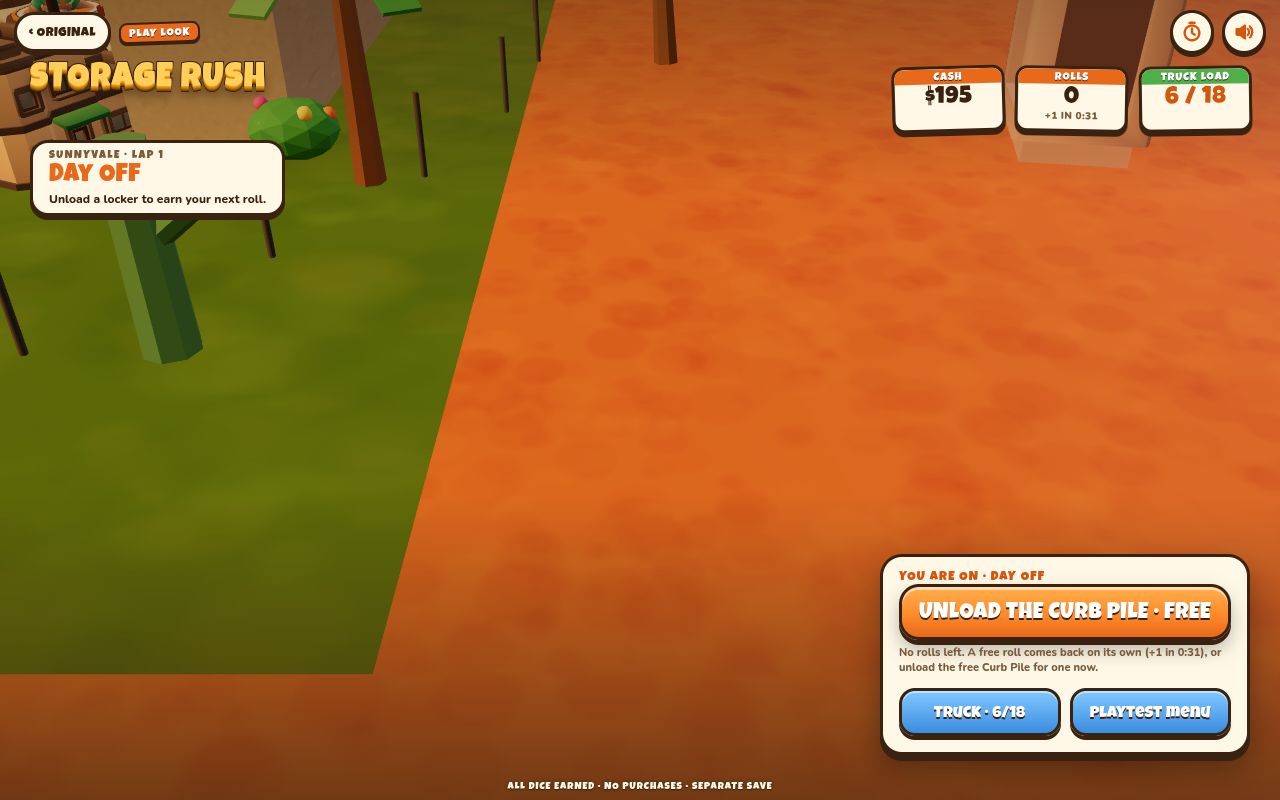 ‹ ORIGINAL
PLAY LOOK
STORAGE RUSH
SUNNYVALE · LAP 1
DAY OFF
Unload a locker to earn your next roll.
CASH
$195
ROLLS
0
+1 IN 0:31
TRUCK LOAD
6 / 18
YOU ARE ON · DAY OFF
UNLOAD THE CURB PILE · FREE
No rolls left. A free roll comes back on its own (+1 in 0:31), or
unload the free Curb Pile for one now.
TRUCK · 6/18
PLAYTEST MENU
ALL DICE EARNED · NO PURCHASES · SEPARATE SAVE